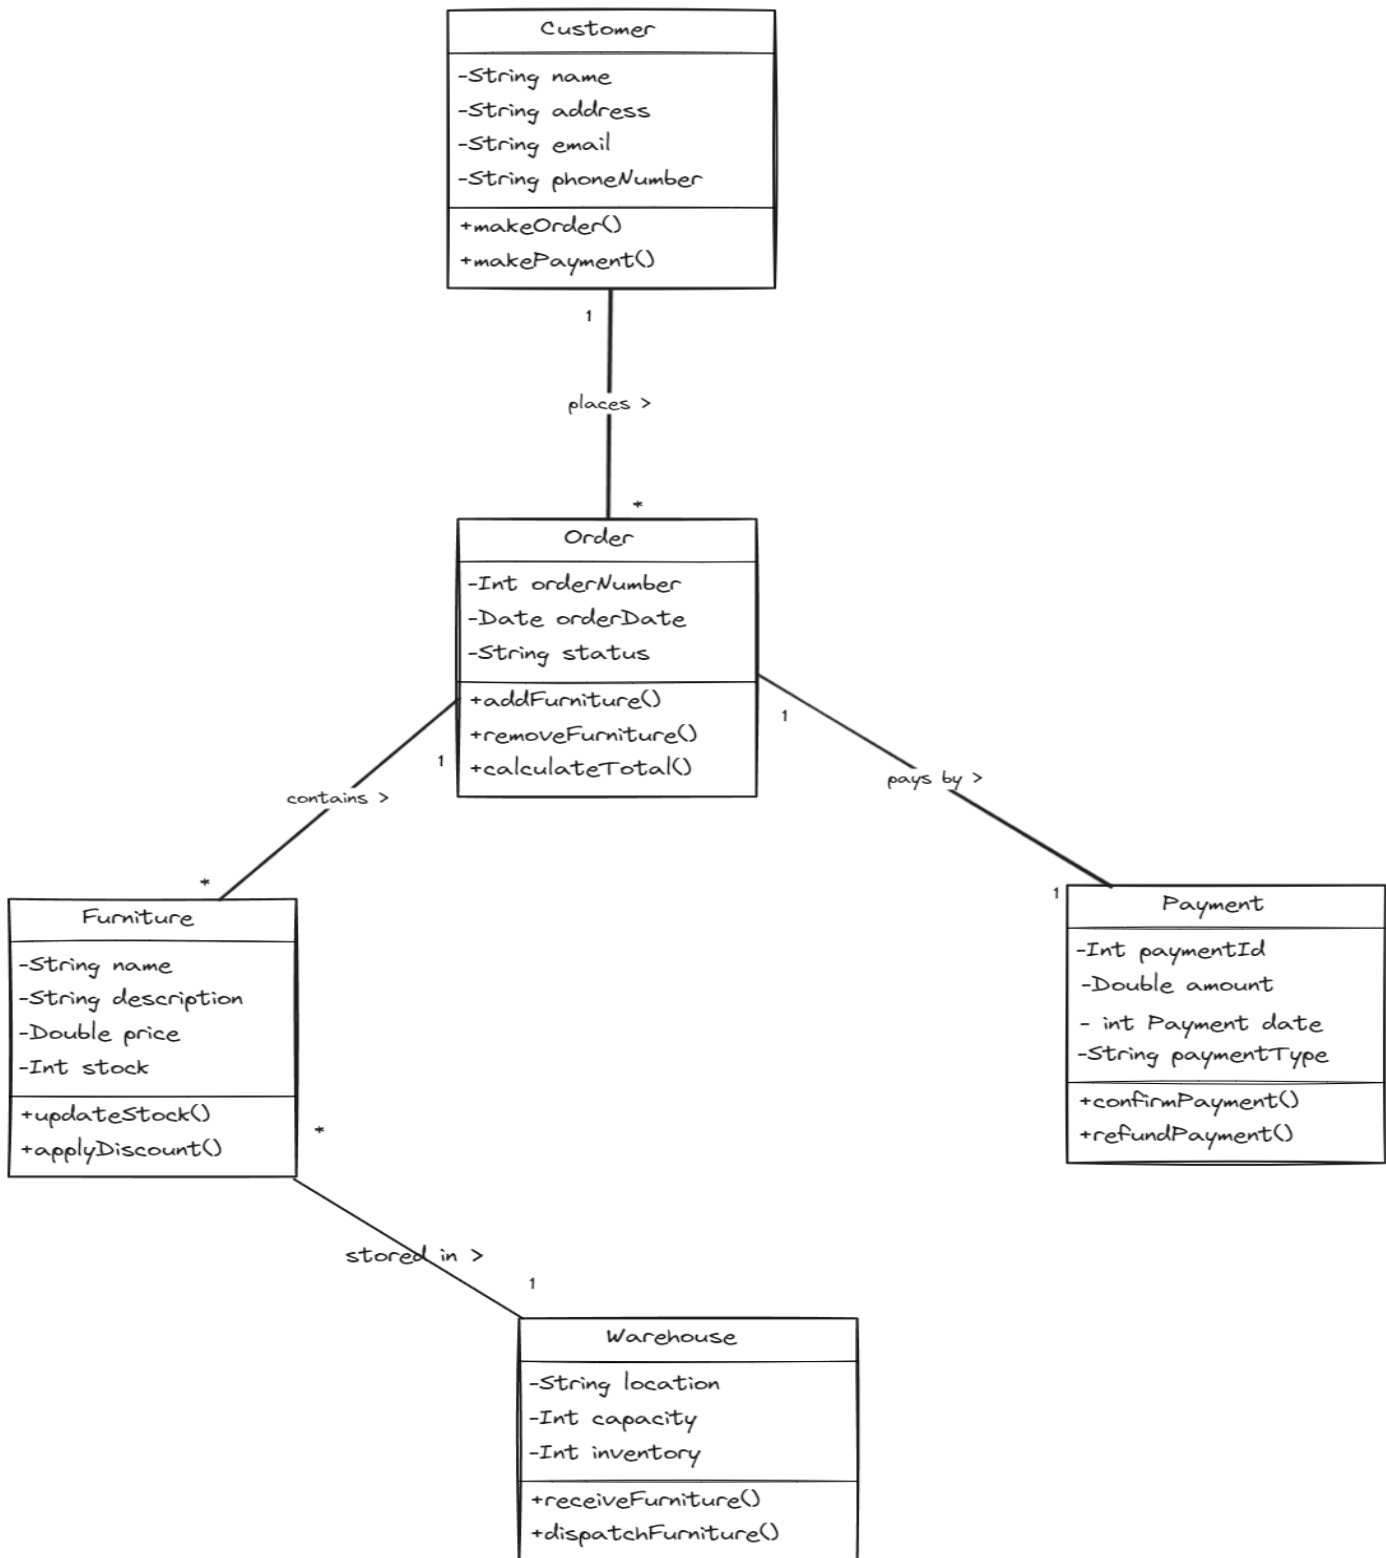 Customer
-String name
-String address
-String email
-String phoneNumber
+makeOrder()
+makePayment()
1
places >
*
Order
-Int orderNumber
-Date orderDate
-String status
+addFurniture()
+removeFurniture()
+calculateTotal()
1
1
pays by >
contains >
*
1
Furniture
-String name
-String description
-Double price
-Int stock
+updateStock()
+applyDiscount()
Payment
-Int paymentId
-Double amount
- int Payment date
-String paymentType
+confirmPayment()
+refundPayment()
*
stored in >
1
Warehouse
-String location
-Int capacity
-Int inventory
+receiveFurniture()
+dispatchFurniture()